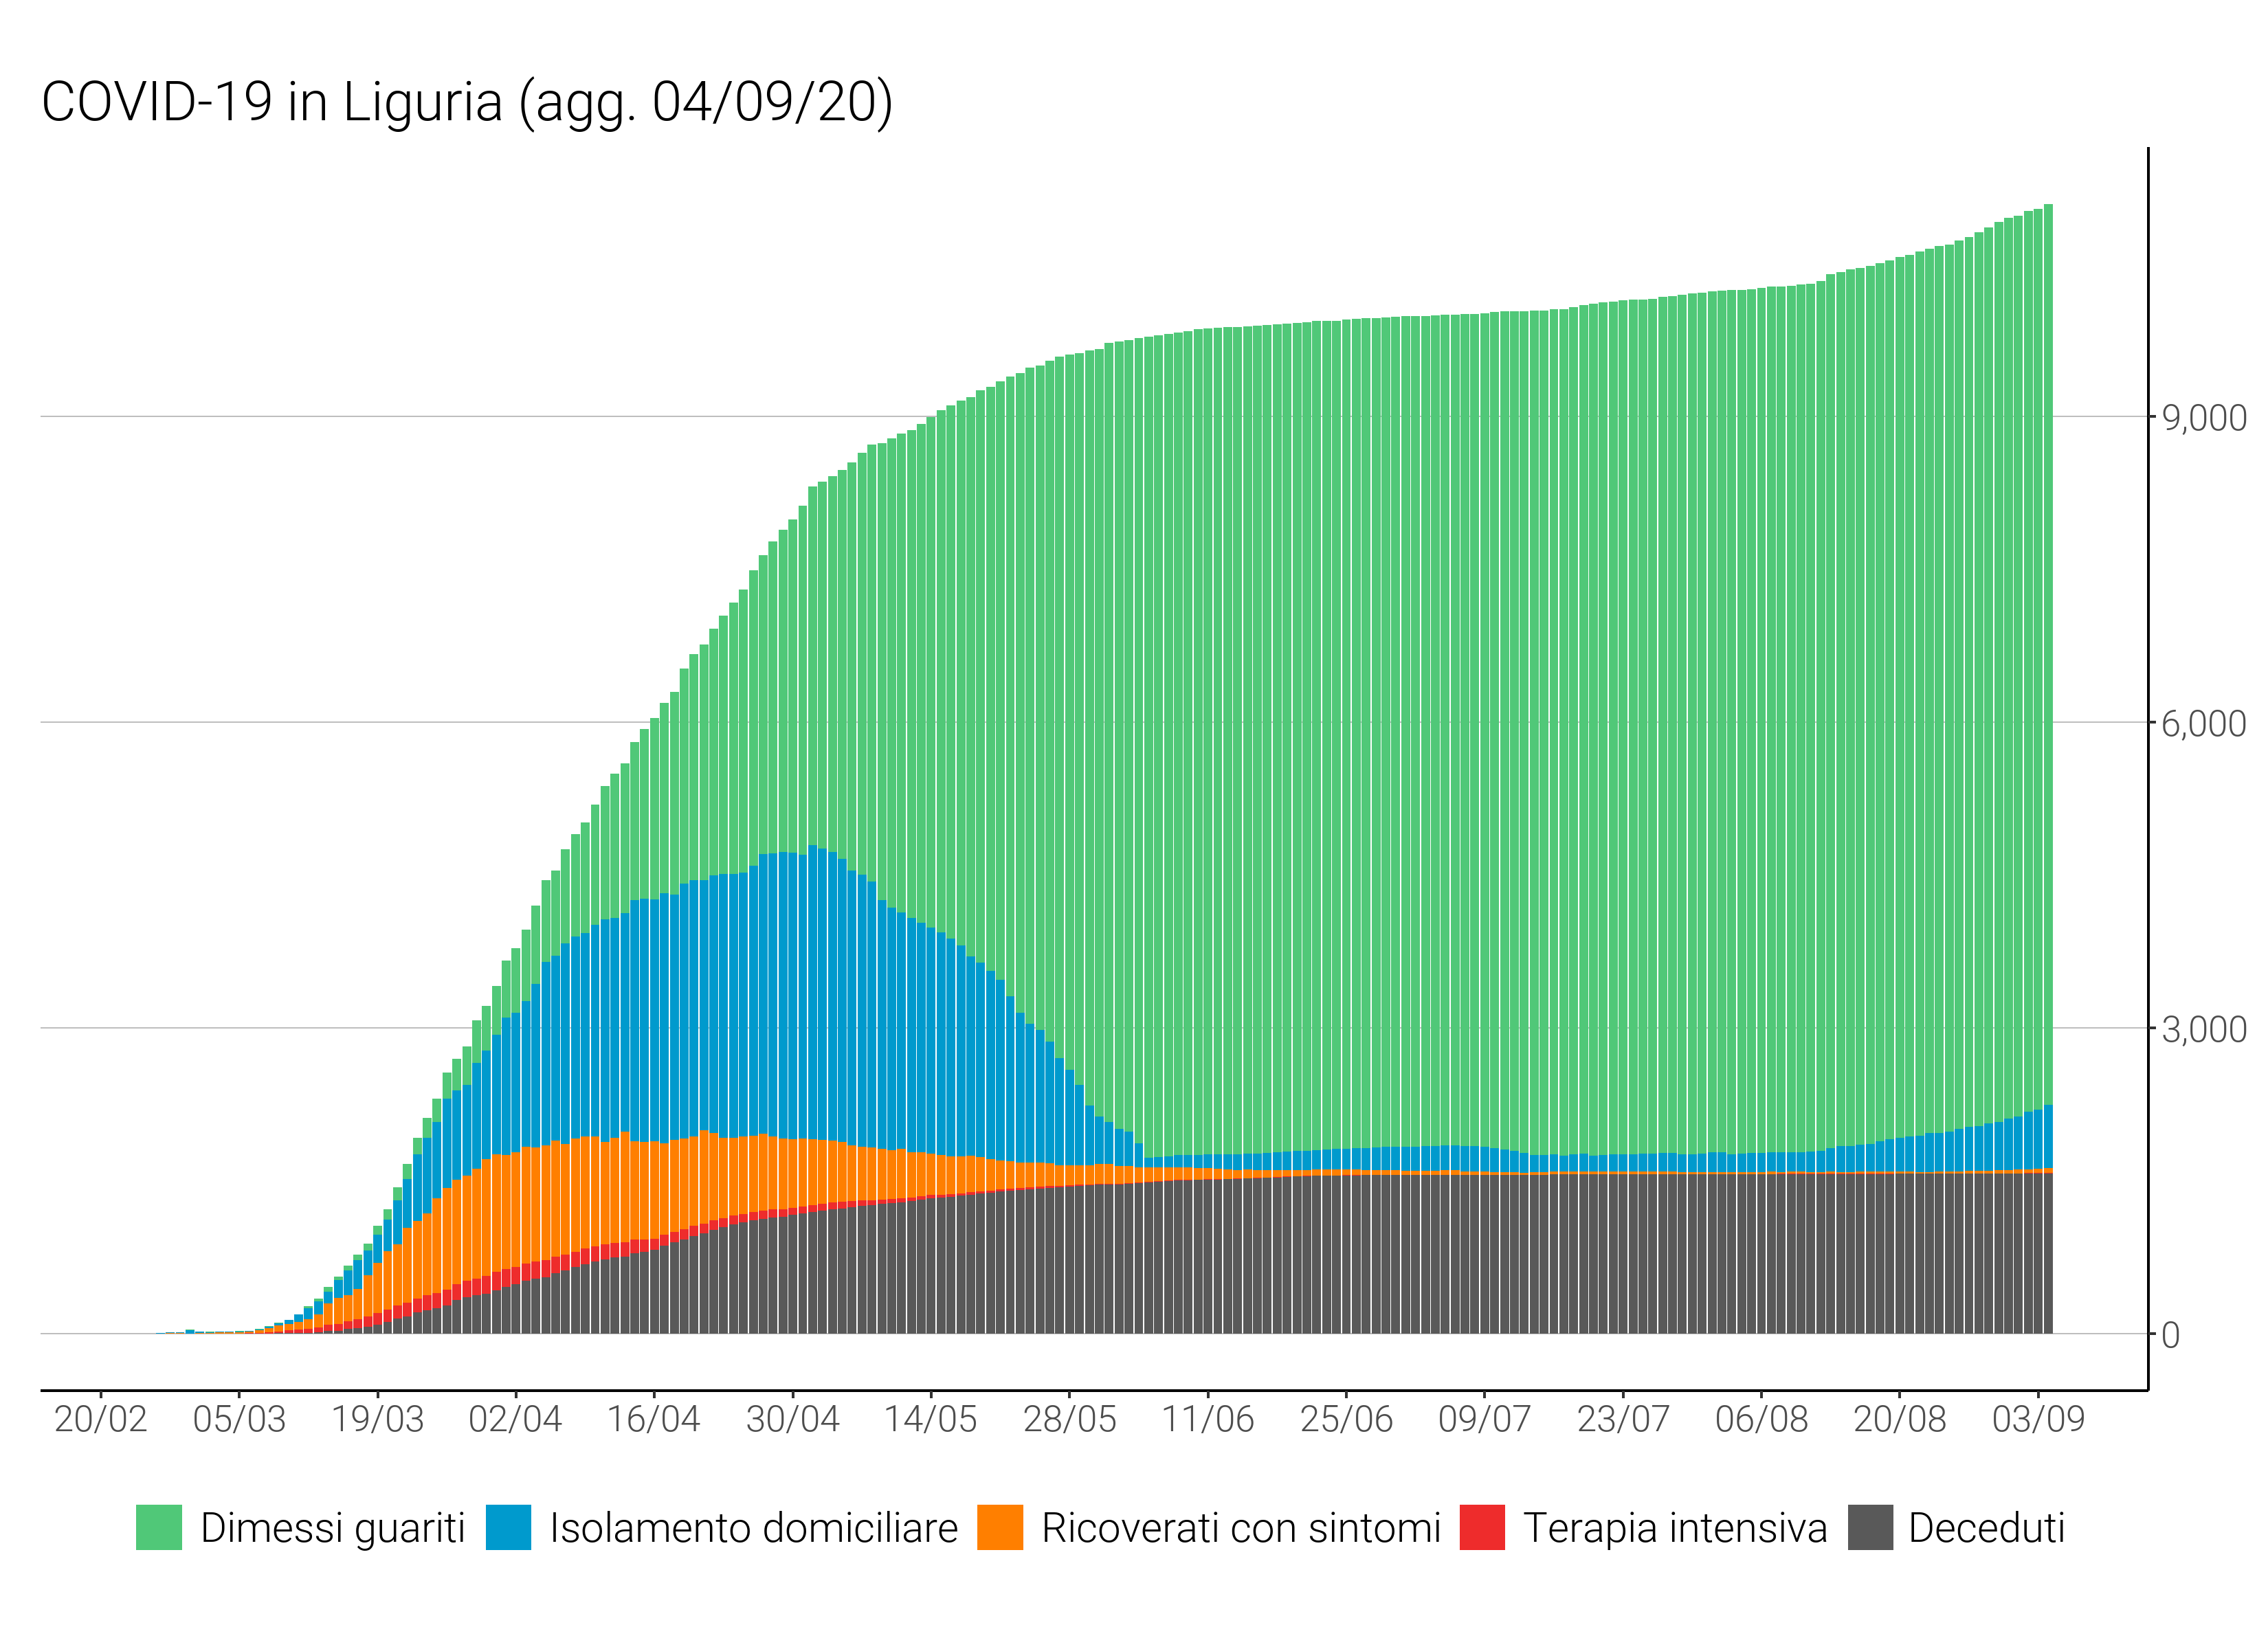 COVID-19 in Liguria (agg. 04/09/20)
9,000
6,000
3,000
0
20/02 05/03 19/03 02/04 16/04 30/04 14/05 28/05 11/06 25/06 09/07 23/07 06/08 20/08 03/09
Dimessi guariti Isolamento domiciliare Ricoverati con sintomi Terapia intensiva Deceduti